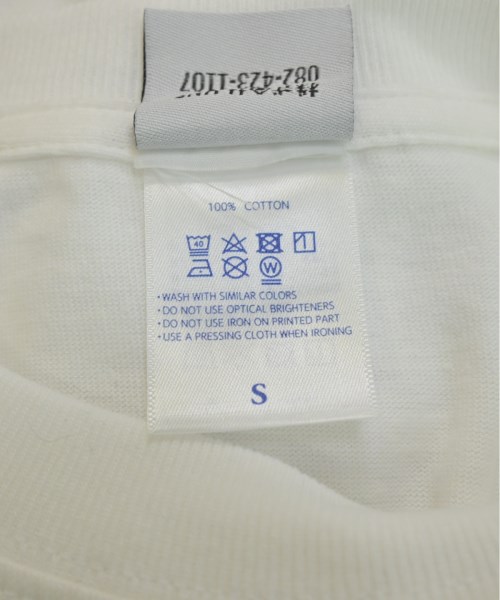 082-423-1107
100% COTTON
40
W
• WASH WITH SIMILAR COLORS
• DO NOT USE OPTICAL BRIGHTENERS
• DO NOT USE IRON ON PRINTED PART
• USE A PRESSING CLOTH WHEN IRONING
S